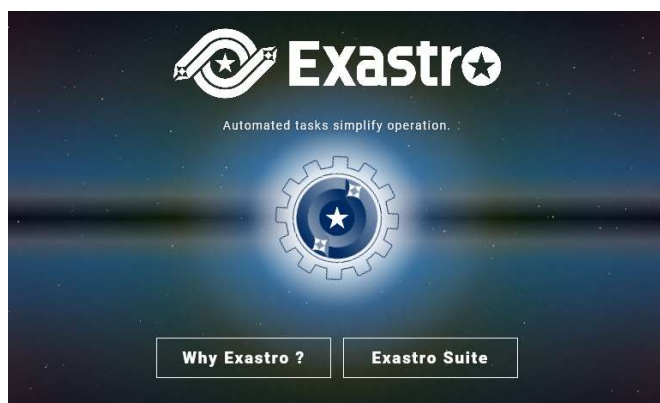 Exastro
Automated tasks simplify operation.
Why Exastro ?
Exastro Suite